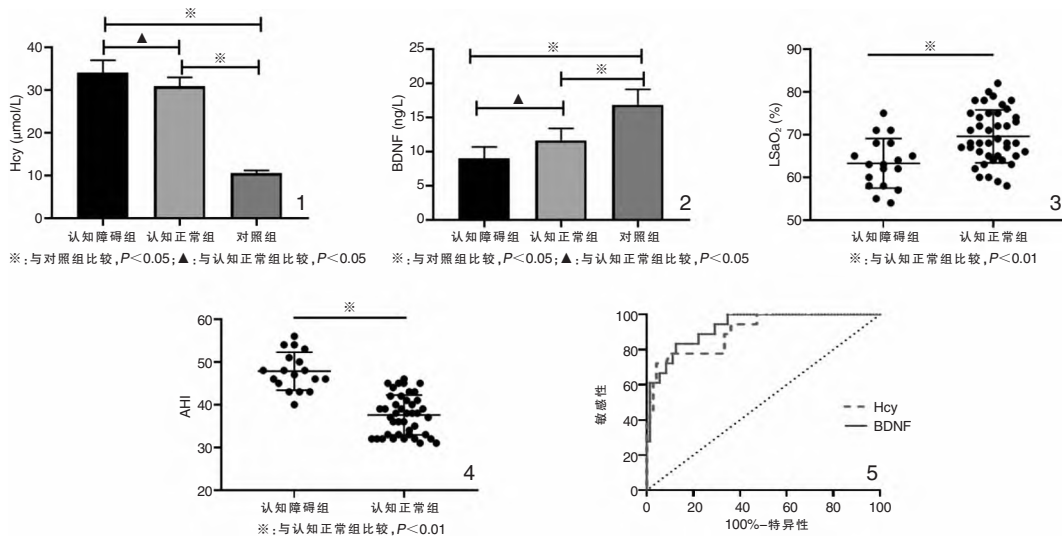 ※
▲
※
Hcy (μmol/L)
40
30
20
10
0
认知障碍组 认知正常组 对照组
1
※:与对照组比较,P<0.05;▲:与认知正常组比较,P<0.05
※
※
▲
BDNF (ng/L)
25
20
15
10
5
0
认知障碍组 认知正常组 对照组
2
※:与对照组比较,P<0.05;▲:与认知正常组比较,P<0.05
※
LSaO₂ (%)
90
80
70
60
50
认知障碍组 认知正常组
3
※:与认知正常组比较,P<0.01
※
AHI
60
50
40
30
20
认知障碍组 认知正常组
4
※:与认知正常组比较,P<0.01
敏感性
100
80
60
40
20
0
Hcy
BDNF
5
0 20 40 60 80 100
100%-特异性